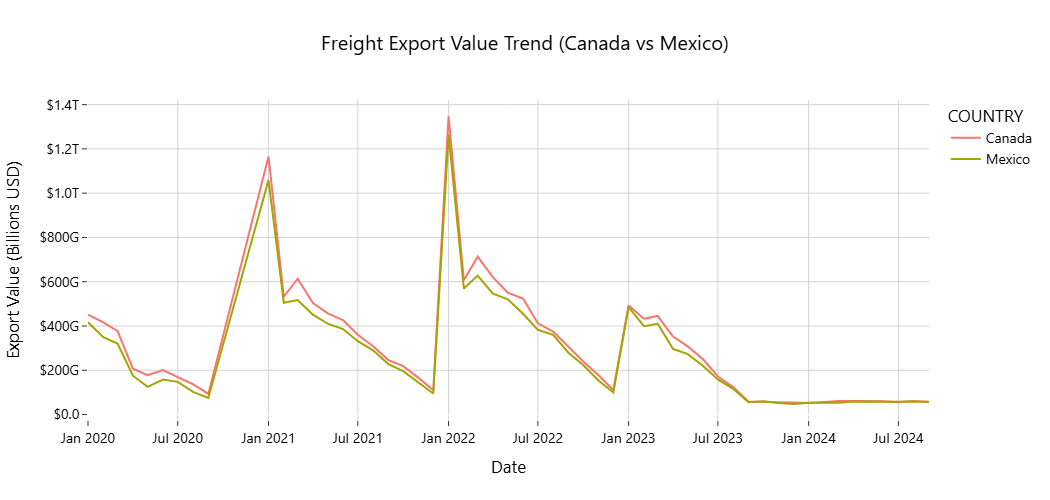 Freight Export Value Trend (Canada vs Mexico)
COUNTRY
Canada
Mexico
Export Value (Billions USD)
$1.4T
$1.2T
$1.0T
$800G
$600G
$400G
$200G
$0.0
Jan 2020 Jul 2020 Jan 2021 Jul 2021 Jan 2022 Jul 2022 Jan 2023 Jul 2023 Jan 2024 Jul 2024
Date